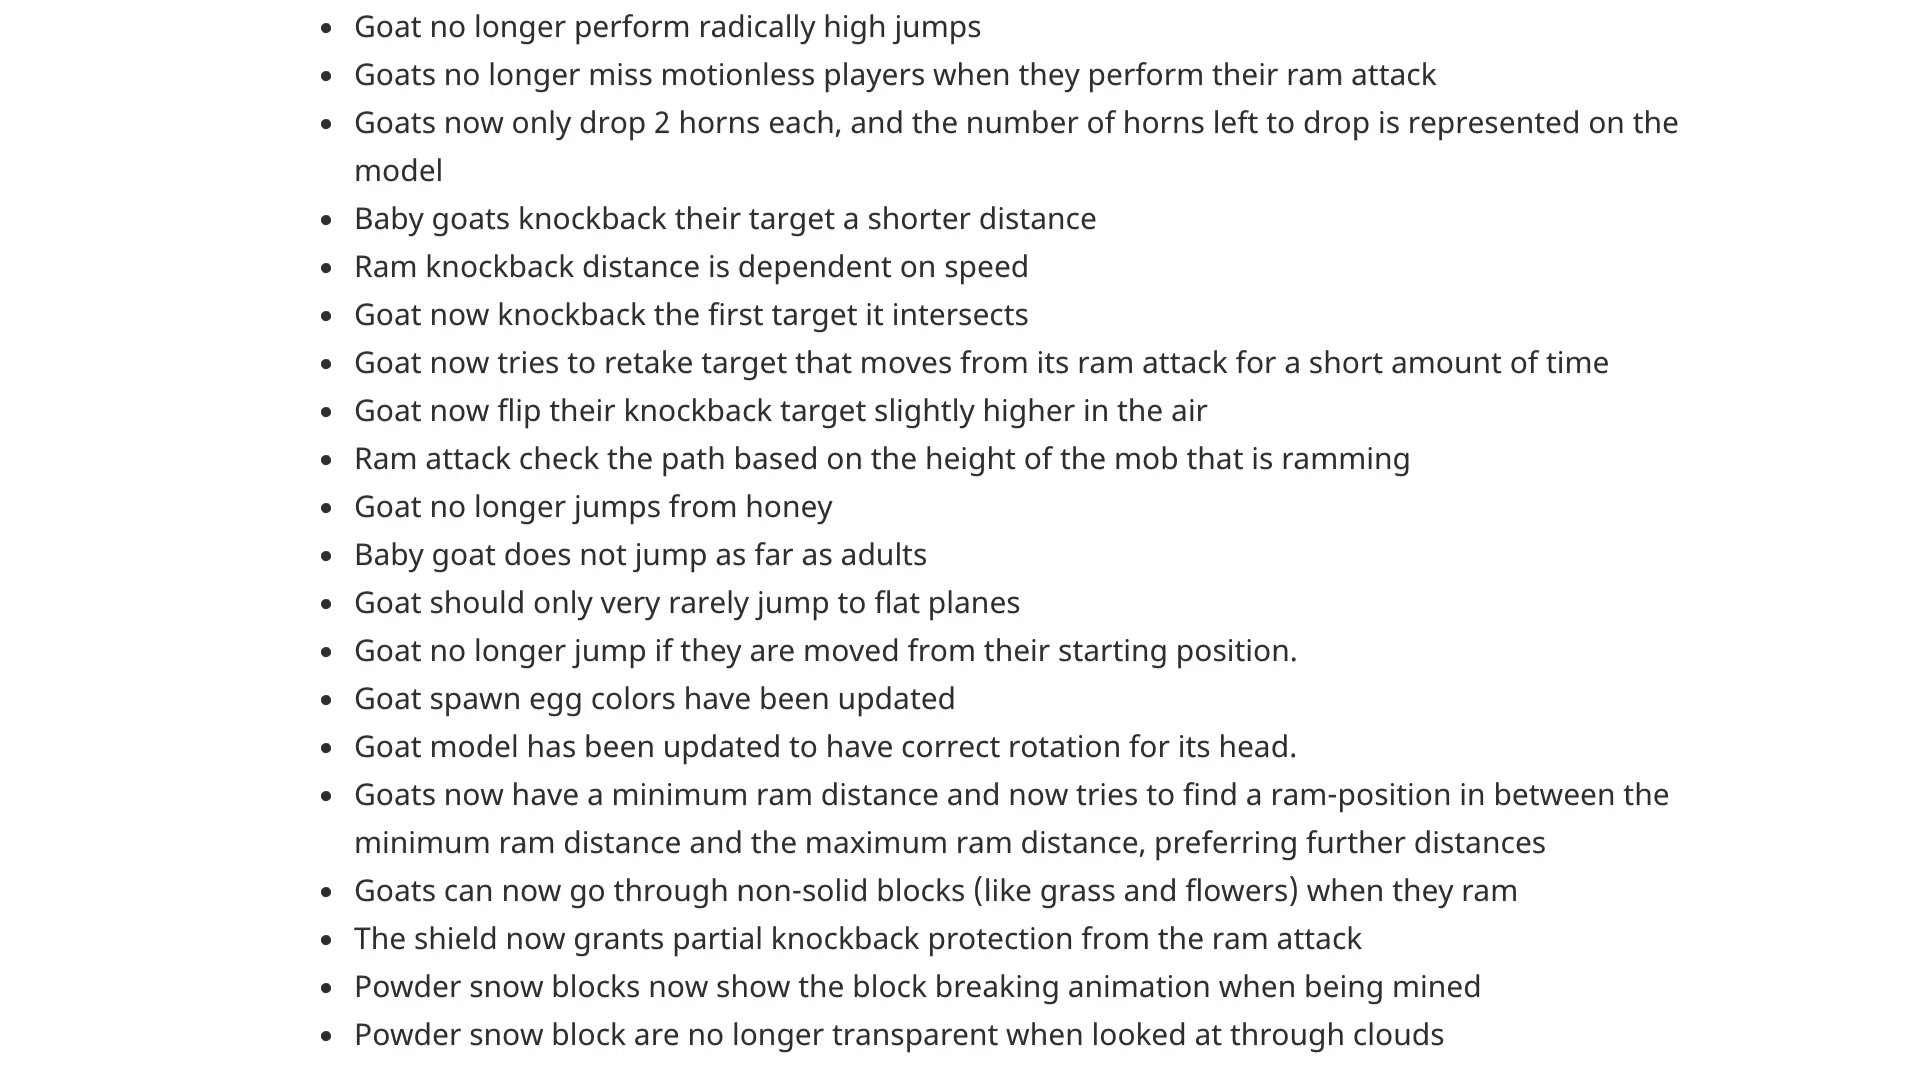 • Goat no longer perform radically high jumps
• Goats no longer miss motionless players when they perform their ram attack
• Goats now only drop 2 horns each, and the number of horns left to drop is represented on the
model
• Baby goats knockback their target a shorter distance
• Ram knockback distance is dependent on speed
• Goat now knockback the first target it intersects
• Goat now tries to retake target that moves from its ram attack for a short amount of time
• Goat now flip their knockback target slightly higher in the air
• Ram attack check the path based on the height of the mob that is ramming
• Goat no longer jumps from honey
• Baby goat does not jump as far as adults
• Goat should only very rarely jump to flat planes
• Goat no longer jump if they are moved from their starting position.
• Goat spawn egg colors have been updated
• Goat model has been updated to have correct rotation for its head.
• Goats now have a minimum ram distance and now tries to find a ram-position in between the
minimum ram distance and the maximum ram distance, preferring further distances
• Goats can now go through non-solid blocks (like grass and flowers) when they ram
• The shield now grants partial knockback protection from the ram attack
• Powder snow blocks now show the block breaking animation when being mined
• Powder snow block are no longer transparent when looked at through clouds